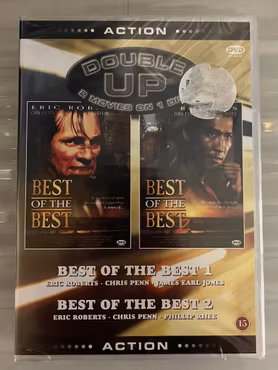 ACTION
DOUBLE
UP
2 MOVIES ON 1 D
DVD
ERIC ROB
BEST
OF THE
BEST
BEST
OF THE
BEST
BEST OF THE BEST 1
ERIC ROBERTS - CHRIS PENN - JAMES EARL JONES
BEST OF THE BEST 2
ERIC ROBERTS - CHRIS PENN - PHILLIP RHEE
15
ACTION